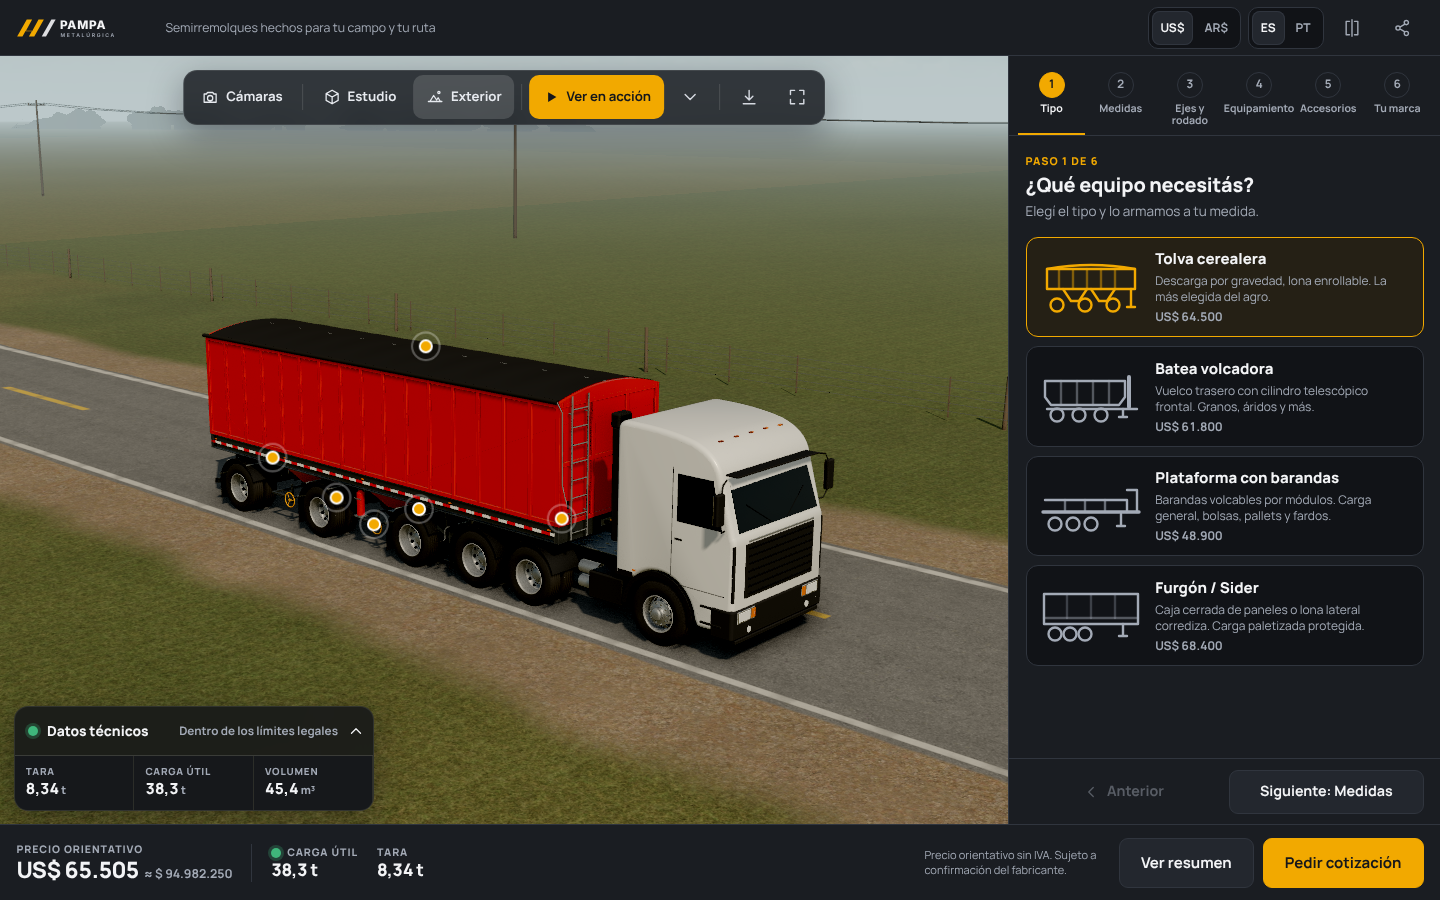 PAMPA
METALÚRGICA
Semirremolques hechos para tu campo y tu ruta
US$ AR$
ES PT
Cámaras
Estudio
Exterior
Ver en acción
1 Tipo
2 Medidas
3 Ejes y rodado
4 Equipamiento
5 Accesorios
6 Tu marca
PASO 1 DE 6
¿Qué equipo necesitás?
Elegí el tipo y lo armamos a tu medida.
Tolva cerealera
Descarga por gravedad, lona enrollable. La
más elegida del agro.
US$ 64.500
Batea volcadora
Vuelco trasero con cilindro telescópico
frontal. Granos, áridos y más.
US$ 61.800
Plataforma con barandas
Barandas volcables por módulos. Carga
general, bolsas, pallets y fardos.
US$ 48.900
Furgón / Sider
Caja cerrada de paneles o lona lateral
corrediza. Carga paletizada protegida.
US$ 68.400
Anterior
Siguiente: Medidas
Datos técnicos
Dentro de los límites legales
TARA
8,34 t
CARGA ÚTIL
38,3 t
VOLUMEN
45,4 m³
PRECIO ORIENTATIVO
US$ 65.505 ≈ $ 94.982.250
CARGA ÚTIL
38,3 t
TARA
8,34 t
Precio orientativo sin IVA. Sujeto a
confirmación del fabricante.
Ver resumen
Pedir cotización